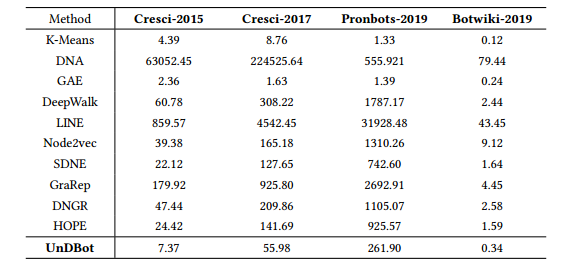 Method Cresci-2015 Cresci-2017 Pronbots-2019 Botwiki-2019
K-Means 4.39 8.76 1.33 0.12
DNA 63052.45 224525.64 555.921 79.44
GAE 2.36 1.63 1.39 0.24
DeepWalk 60.78 308.22 1787.17 2.44
LINE 859.57 4542.45 31928.48 43.45
Node2vec 39.38 165.18 1310.26 9.12
SDNE 22.12 127.65 742.60 1.64
GraRep 179.92 925.80 2692.91 4.45
DNGR 47.44 209.86 1105.07 2.58
HOPE 24.42 141.69 925.57 1.59
UnDBot 7.37 55.98 261.90 0.34